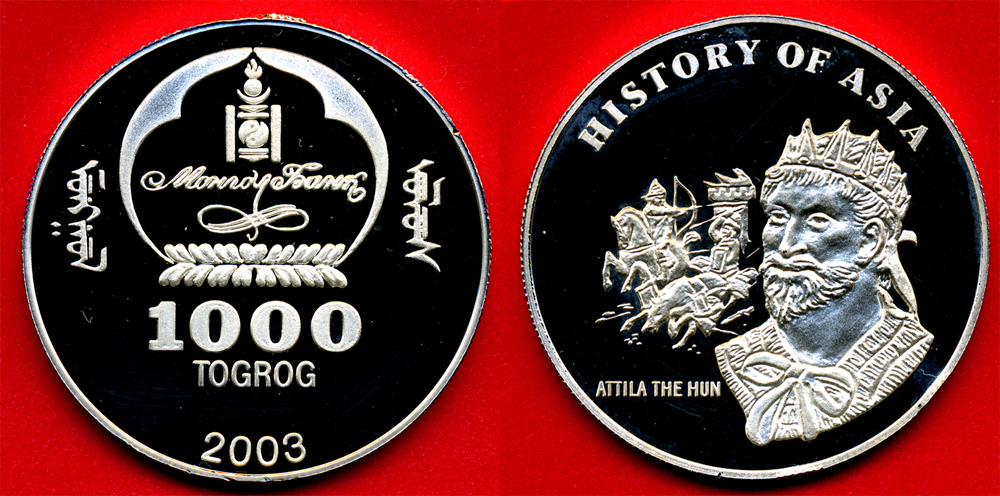 Монгол Банк
1000
TOGROG
2003
HISTORY OF ASIA
ATTILA THE HUN